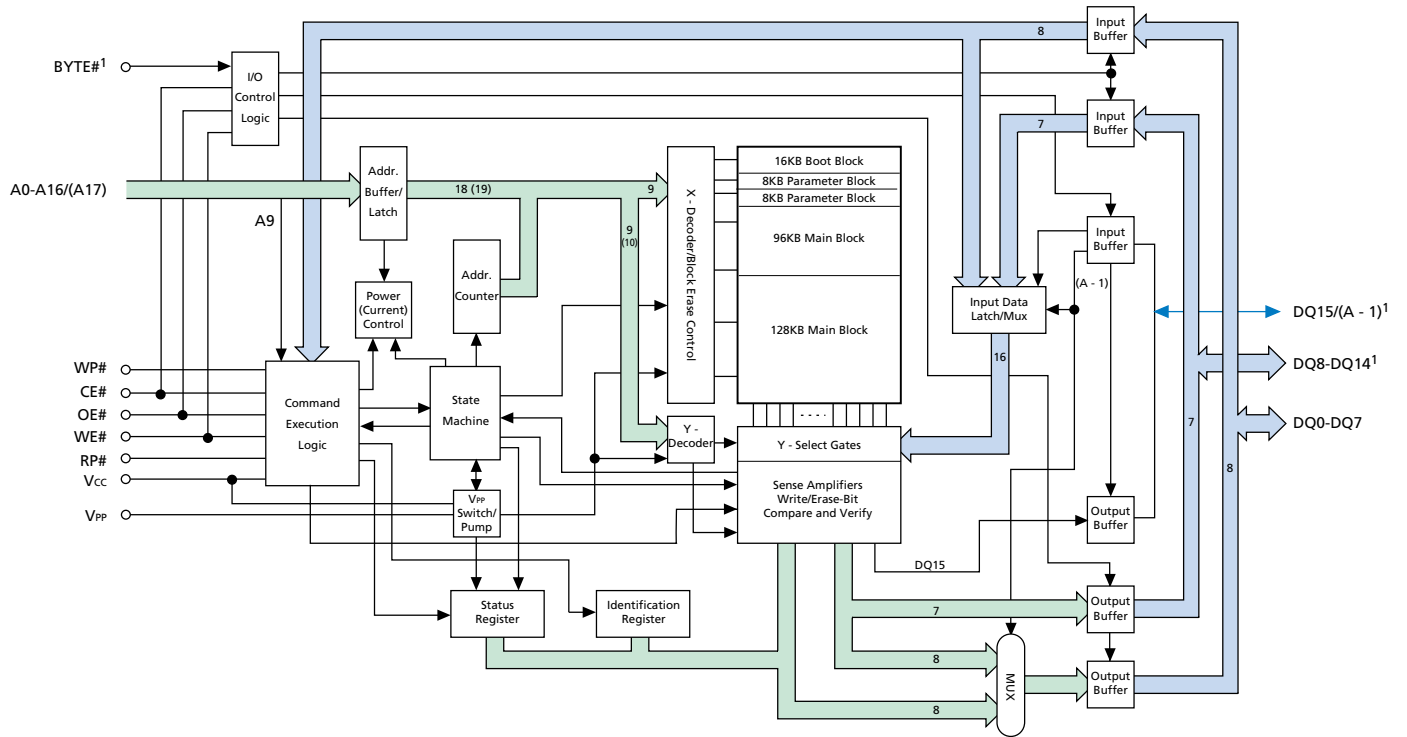 Input
Buffer
8
BYTE#1
I/O
Control
Logic
Input
Buffer
7
A0-A16/(A17)
Addr.
Buffer/
Latch
18 (19)
9
X - Decoder/Block Erase Control
16KB Boot Block
8KB Parameter Block
8KB Parameter Block
96KB Main Block
128KB Main Block
A9
9
(10)
Input
Buffer
Addr.
Counter
Power
(Current)
Control
(A - 1)
Input Data
Latch/Mux
DQ15/(A - 1)1
16
DQ8-DQ141
WP#
CE#
OE#
WE#
RP#
VCC
VPP
Command
Execution
Logic
State
Machine
Y -
Decoder
Y - Select Gates
7
DQ0-DQ7
8
Sense Amplifiers
Write/Erase-Bit
Compare and Verify
VPP
Switch/
Pump
Output
Buffer
DQ15
Status
Register
Identification
Register
7
Output
Buffer
8
MUX
8
Output
Buffer